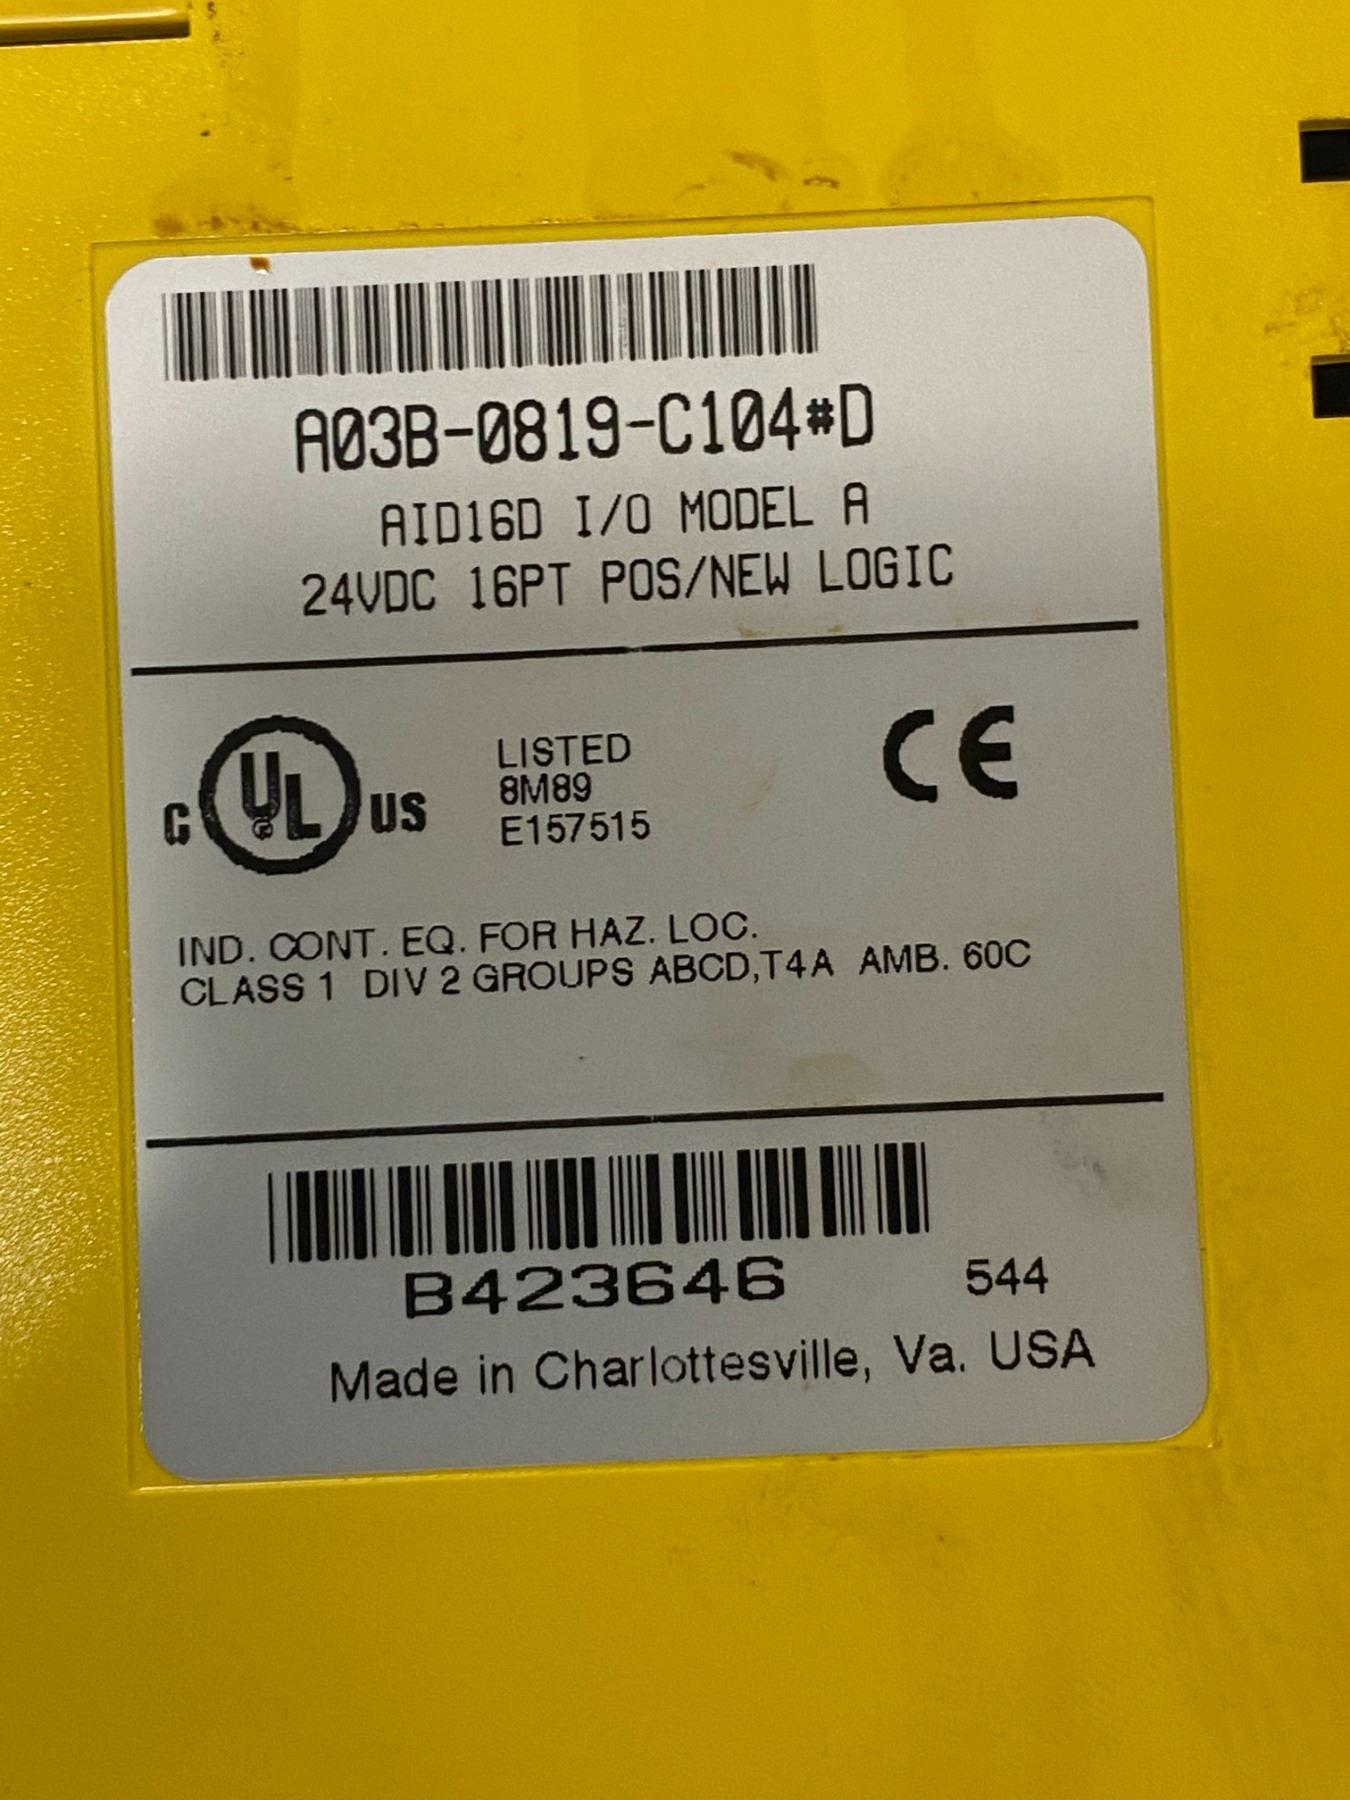 A03B-0819-C104#D
AID16D I/O MODEL A
24VDC 16PT POS/NEW LOGIC
C UL US
LISTED
8M89
E157515
CE
IND. CONT. EQ. FOR HAZ. LOC.
CLASS 1 DIV 2 GROUPS ABCD,T4A AMB. 60C
B423646 544
Made in Charlottesville, Va. USA